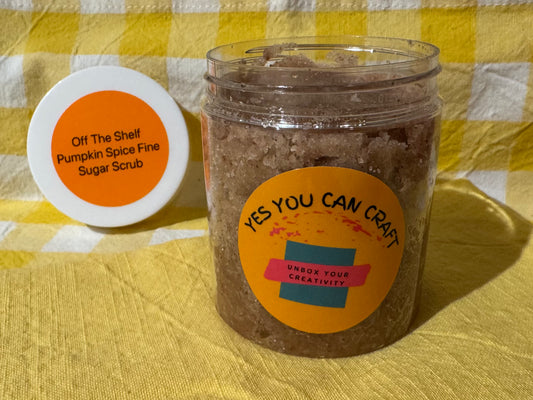 Off The Shelf
Pumpkin Spice Fine
Sugar Scrub
YES YOU CAN CRAFT
UNBOX YOUR
CREATIVITY